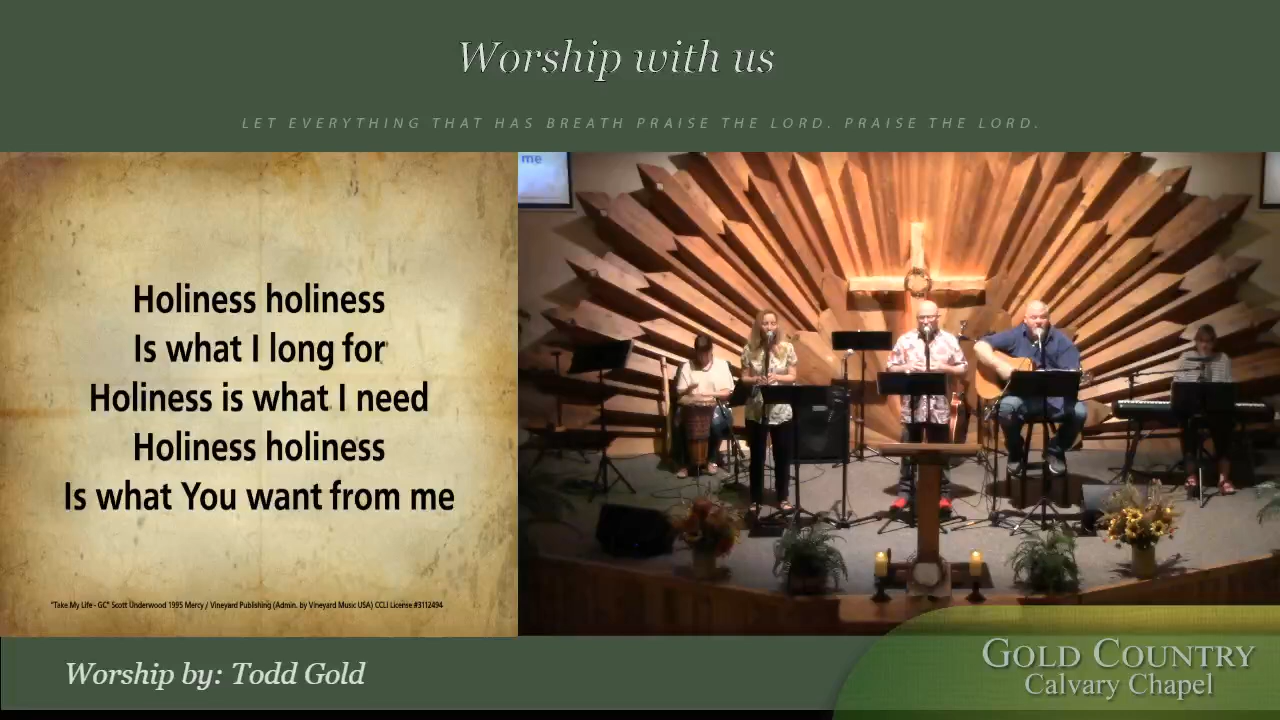 Worship with us
LET EVERYTHING THAT HAS BREATH PRAISE THE LORD. PRAISE THE LORD.
me
Holiness holiness
Is what I long for
Holiness is what I need
Holiness holiness
Is what You want from me
"Take My Life - GC" Scott Underwood 1995 Mercy / Vineyard Publishing (Admin. by Vineyard Music USA) CCLI License #3112494
Worship by: Todd Gold
GOLD COUNTRY
Calvary Chapel